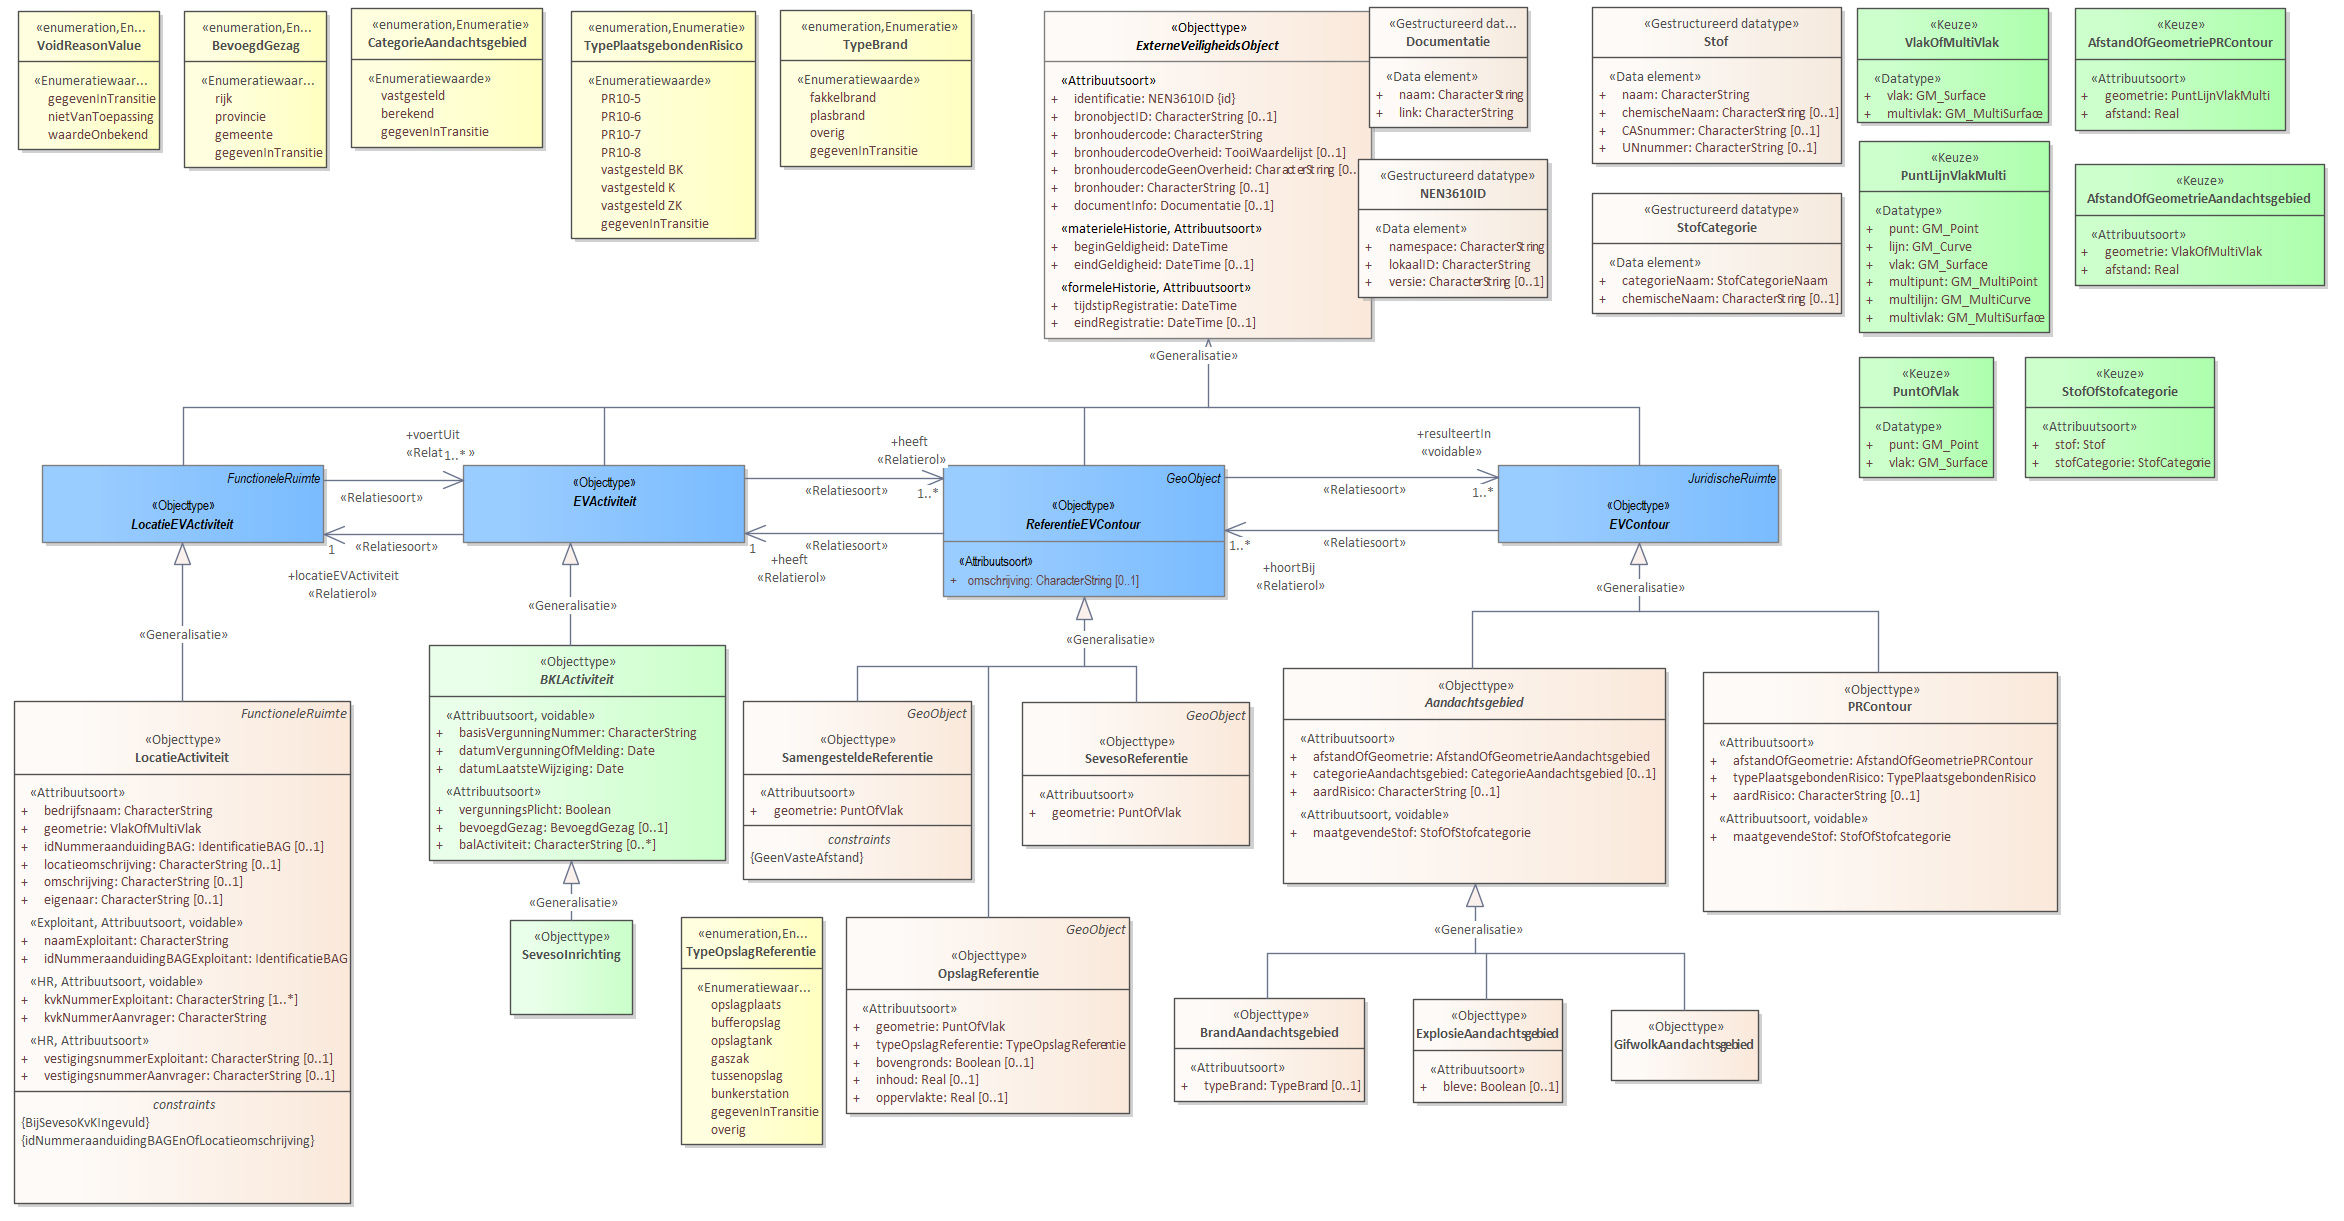 «enumeration,En...
VoidReasonValue
«Enumeratiewaar...
gegevenInTransitie
nietVanToepassing
waardeOnbekend
«enumeration,En...
BevoegdGezag
«Enumeratiewaar...
rijk
provincie
gemeente
gegevenInTransitie
«enumeration,Enumeratie»
CategorieAandachtsgebied
«Enumeratiewaarde»
vastgesteld
berekend
gegevenInTransitie
«enumeration,Enumeratie»
TypePlaatsgebondenRisico
«Enumeratiewaarde»
PR10-5
PR10-6
PR10-7
PR10-8
vastgesteld BK
vastgesteld K
vastgesteld ZK
gegevenInTransitie
«enumeration,Enumeratie»
TypeBrand
«Enumeratiewaarde»
fakkelbrand
plasbrand
overig
gegevenInTransitie
«Objecttype»
ExterneVeiligheidsObject
«Attribuutsoort»
+ identificatie: NEN3610ID {id}
+ bronobjectID: CharacterString [0..1]
+ bronhoudercode: CharacterString
+ bronhoudercodeOverheid: TooiWaardelijst [0..1]
+ bronhoudercodeGeenOverheid: CharacterString [0..
+ bronhouder: CharacterString [0..1]
+ documentInfo: Documentatie [0..1]
«materieleHistorie, Attribuutsoort»
+ beginGeldigheid: DateTime
+ eindGeldigheid: DateTime [0..1]
«formeleHistorie, Attribuutsoort»
+ tijdstipRegistratie: DateTime
+ eindRegistratie: DateTime [0..1]
«Gestructureerd dat...
Documentatie
«Data element»
+ naam: CharacterString
+ link: CharacterString
«Gestructureerd datatype»
NEN3610ID
«Data element»
+ namespace: CharacterString
+ lokaalID: CharacterString
+ versie: CharacterString [0..1]
«Gestructureerd datatype»
Stof
«Data element»
+ naam: CharacterString
+ chemischeNaam: CharacterString [0..1]
+ CASnummer: CharacterString [0..1]
+ UNnummer: CharacterString [0..1]
«Gestructureerd datatype»
StofCategorie
«Data element»
+ categorieNaam: StofCategorieNaam
+ chemischeNaam: CharacterString [0..1]
«Keuze»
VlakOfMultiVlak
«Datatype»
+ vlak: GM_Surface
+ multivlak: GM_MultiSurface
«Keuze»
PuntLijnVlakMulti
«Datatype»
+ punt: GM_Point
+ lijn: GM_Curve
+ vlak: GM_Surface
+ multipunt: GM_MultiPoint
+ multilijn: GM_MultiCurve
+ multivlak: GM_MultiSurface
«Keuze»
AfstandOfGeometriePRContour
«Attribuutsoort»
+ geometrie: PuntLijnVlakMulti
+ afstand: Real
«Keuze»
AfstandOfGeometrieAandachtsgebied
«Attribuutsoort»
+ geometrie: VlakOfMultiVlak
+ afstand: Real
«Keuze»
PuntOfVlak
«Datatype»
+ punt: GM_Point
+ vlak: GM_Surface
«Keuze»
StofOfStofcategorie
«Attribuutsoort»
+ stof: Stof
+ stofCategorie: StofCategorie
«Generalisatie»
FunctioneleRuimte
«Objecttype»
LocatieEVActiviteit
+voertUit
«Relat 1..* »
«Relatiesoort»
1
«Relatiesoort»
+locatieEVActiviteit
«Relatierol»
«Objecttype»
EVActiviteit
+heeft
«Relatierol»
«Relatiesoort»
1..*
1
«Relatiesoort»
+heeft
«Relatierol»
GeoObject
«Objecttype»
ReferentieEVContour
«Attribuutsoort»
+ omschrijving: CharacterString [0..1]
+resulteertIn
«voidable»
«Relatiesoort»
1..*
1..*
«Relatiesoort»
+hoortBij
«Relatierol»
JuridischeRuimte
«Objecttype»
EVContour
«Generalisatie»
«Generalisatie»
«Generalisatie»
«Generalisatie»
FunctioneleRuimte
«Objecttype»
LocatieActiviteit
«Attribuutsoort»
+ bedrijfsnaam: CharacterString
+ geometrie: VlakOfMultiVlak
+ idNummeraanduidingBAG: IdentificatieBAG [0..1]
+ locatieomschrijving: CharacterString [0..1]
+ omschrijving: CharacterString [0..1]
+ eigenaar: CharacterString [0..1]
«Exploitant, Attribuutsoort, voidable»
+ naamExploitant: CharacterString
+ idNummeraanduidingBAGExploitant: IdentificatieBAG
«HR, Attribuutsoort, voidable»
+ kvkNummerExploitant: CharacterString [1..*]
+ kvkNummerAanvrager: CharacterString
«HR, Attribuutsoort»
+ vestigingsnummerExploitant: CharacterString [0..1]
+ vestigingsnummerAanvrager: CharacterString [0..1]
constraints
{BijSevesoKvKIngevuld}
{idNummeraanduidingBAGEnOfLocatieomschrijving}
«Objecttype»
BKLActiviteit
«Attribuutsoort, voidable»
+ basisVergunningNummer: CharacterString
+ datumVergunningOfMelding: Date
+ datumLaatsteWijziging: Date
«Attribuutsoort»
+ vergunningsPlicht: Boolean
+ bevoegdGezag: BevoegdGezag [0..1]
+ balActiviteit: CharacterString [0..*]
«Generalisatie»
«Objecttype»
SevesoInrichting
GeoObject
«Objecttype»
SamengesteldeReferentie
«Attribuutsoort»
+ geometrie: PuntOfVlak
constraints
{GeenVasteAfstand}
GeoObject
«Objecttype»
SevesoReferentie
«Attribuutsoort»
+ geometrie: PuntOfVlak
«enumeration,En...
TypeOpslagReferentie
«Enumeratiewaar...
opslagplaats
bufferopslag
opslagtank
gaszak
tussenopslag
bunkerstation
gegevenInTransitie
overig
GeoObject
«Objecttype»
OpslagReferentie
«Attribuutsoort»
+ geometrie: PuntOfVlak
+ typeOpslagReferentie: TypeOpslagReferentie
+ bovengronds: Boolean [0..1]
+ inhoud: Real [0..1]
+ oppervlakte: Real [0..1]
«Objecttype»
Aandachtsgebied
«Attribuutsoort»
+ afstandOfGeometrie: AfstandOfGeometrieAandachtsgebied
+ categorieAandachtsgebied: CategorieAandachtsgebied [0..1]
+ aardRisico: CharacterString [0..1]
«Attribuutsoort, voidable»
+ maatgevendeStof: StofOfStofcategorie
«Objecttype»
PRContour
«Attribuutsoort»
+ afstandOfGeometrie: AfstandOfGeometriePRContour
+ typePlaatsgebondenRisico: TypePlaatsgebondenRisico
+ aardRisico: CharacterString [0..1]
«Attribuutsoort, voidable»
+ maatgevendeStof: StofOfStofcategorie
«Generalisatie»
«Objecttype»
BrandAandachtsgebied
«Attribuutsoort»
+ typeBrand: TypeBrand [0..1]
«Objecttype»
ExplosieAandachtsgebied
«Attribuutsoort»
+ bleve: Boolean [0..1]
«Objecttype»
GifwolkAandachtsgebied